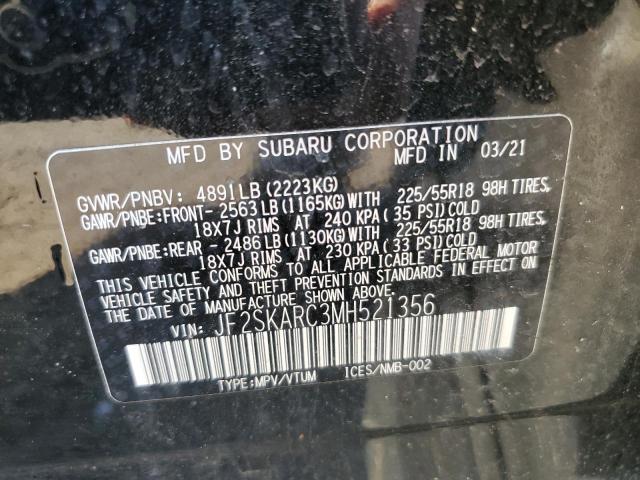 MFD BY SUBARU CORPORATION
MFD IN 03/21
GVWR/PNBV: 4891LB (2223KG)
GAWR/PNBE:FRONT-2563LB(1165KG)WITH 225/55R18 98H TIRES,
18X7J RIMS AT 240 KPA(35 PSI)COLD
GAWR/PNBE:REAR -2486LB(1130KG)WITH 225/55R18 98H TIRES,
18X7J RIMS AT 230 KPA(33 PSI)COLD
THIS VEHICLE CONFORMS TO ALL APPLICABLE FEDERAL MOTOR
VEHICLE SAFETY AND THEFT PREVENTION STANDARDS IN EFFECT ON
THE DATE OF MANUFACTURE SHOWN ABOVE.
VIN: JF2SKARC3MH521356
TYPE:MPV/VTUM ICES/NMB-002